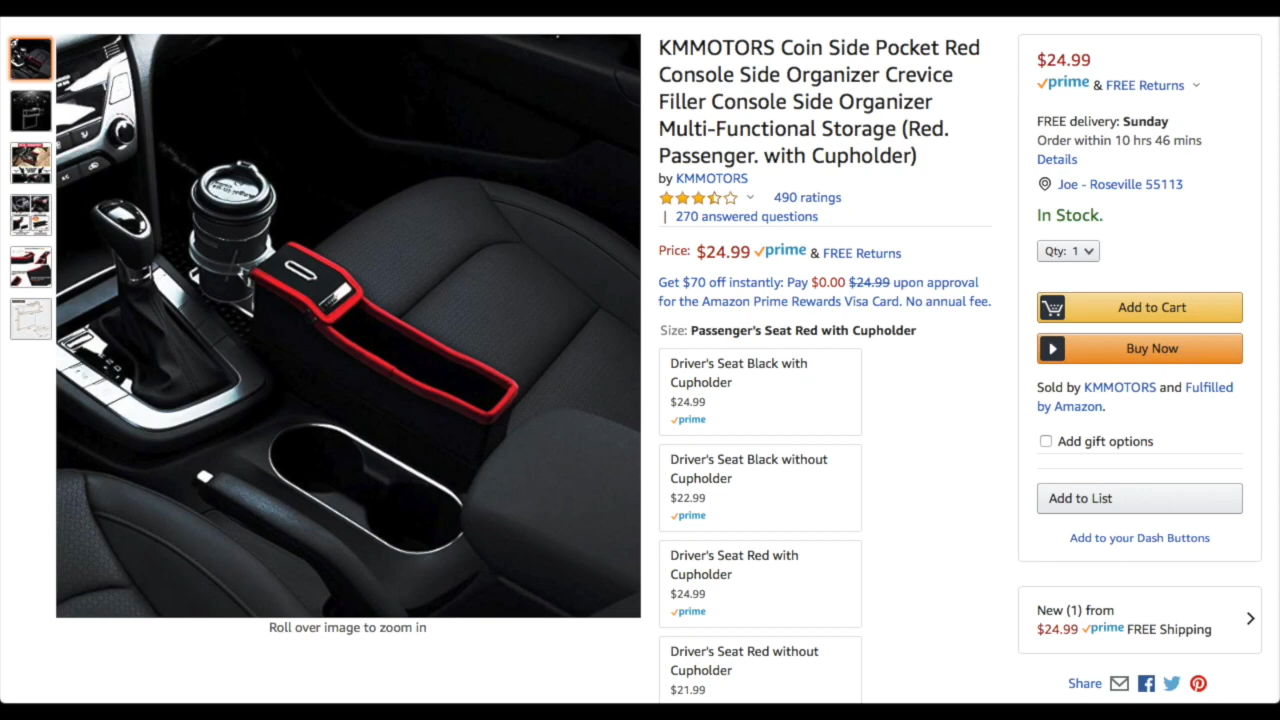 KMMOTORS Coin Side Pocket Red
Console Side Organizer Crevice
Filler Console Side Organizer
Multi-Functional Storage (Red.
Passenger. with Cupholder)
by KMMOTORS
490 ratings
| 270 answered questions
Price: $24.99 prime & FREE Returns
Get $70 off instantly: Pay $0.00 $24.99 upon approval
for the Amazon Prime Rewards Visa Card. No annual fee.
Size: Passenger's Seat Red with Cupholder
Driver's Seat Black with
Cupholder
$24.99
prime
Driver's Seat Black without
Cupholder
$22.99
prime
Driver's Seat Red with
Cupholder
$24.99
prime
Driver's Seat Red without
Cupholder
$21.99
Roll over image to zoom in
$24.99
prime & FREE Returns
FREE delivery: Sunday
Order within 10 hrs 46 mins
Details
Joe - Roseville 55113
In Stock.
Qty: 1
Add to Cart
Buy Now
Sold by KMMOTORS and Fulfilled
by Amazon.
Add gift options
Add to List
Add to your Dash Buttons
New (1) from
$24.99 prime FREE Shipping
Share